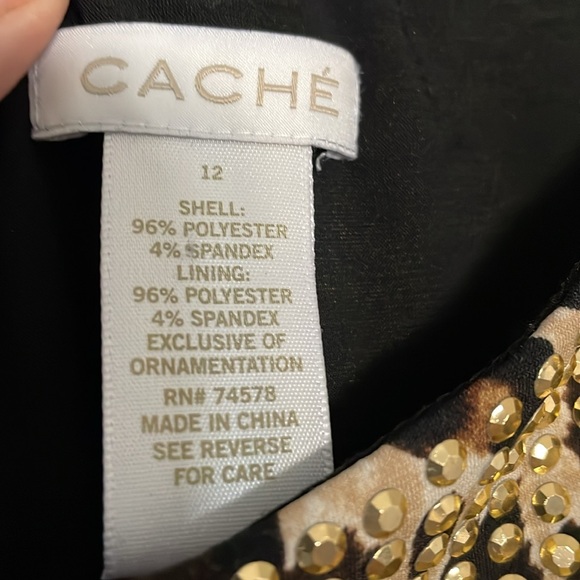 CACHÉ
12
SHELL:
96% POLYESTER
4% SPANDEX
LINING:
96% POLYESTER
4% SPANDEX
EXCLUSIVE OF
ORNAMENTATION
RN# 74578
MADE IN CHINA
SEE REVERSE
FOR CARE